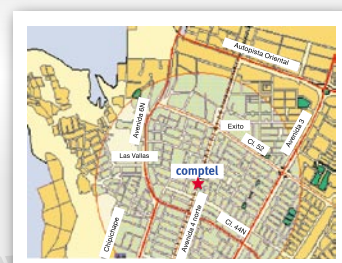 Autopista Oriental
Avenida 6N
Exito
Avenida 3
Cl. 52
Las Vallas
comptel
Chipichape
Avenida 4 norte
Cl. 44N